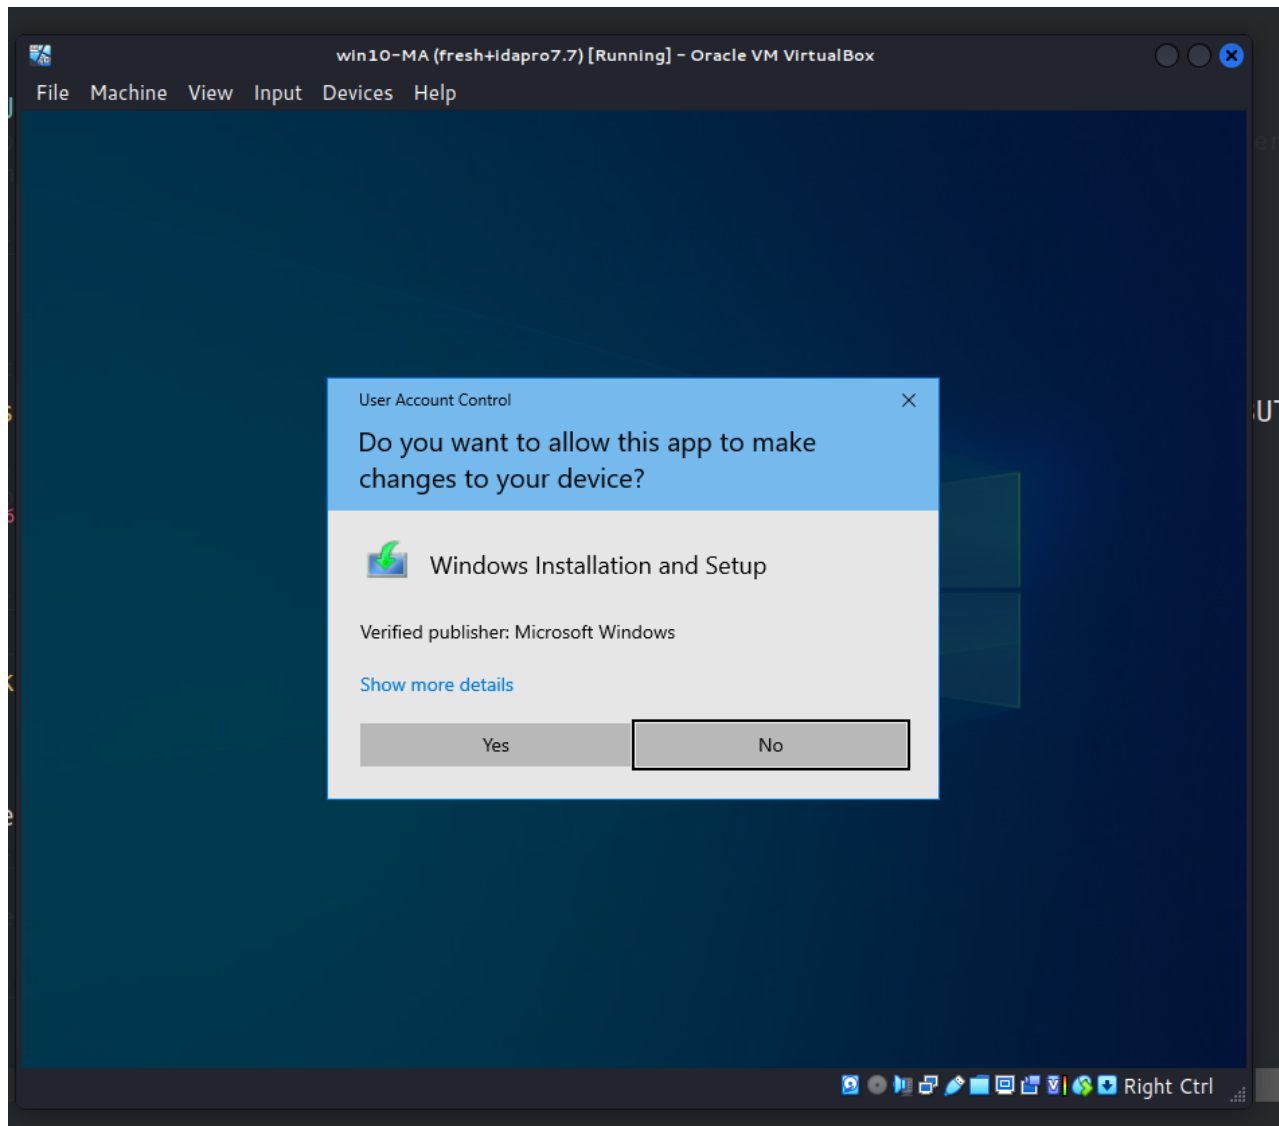 win10-MA (fresh+idapro7.7) [Running] - Oracle VM VirtualBox
File Machine View Input Devices Help
User Account Control
Do you want to allow this app to make
changes to your device?
Windows Installation and Setup
Verified publisher: Microsoft Windows
Show more details
Yes No
Right Ctrl